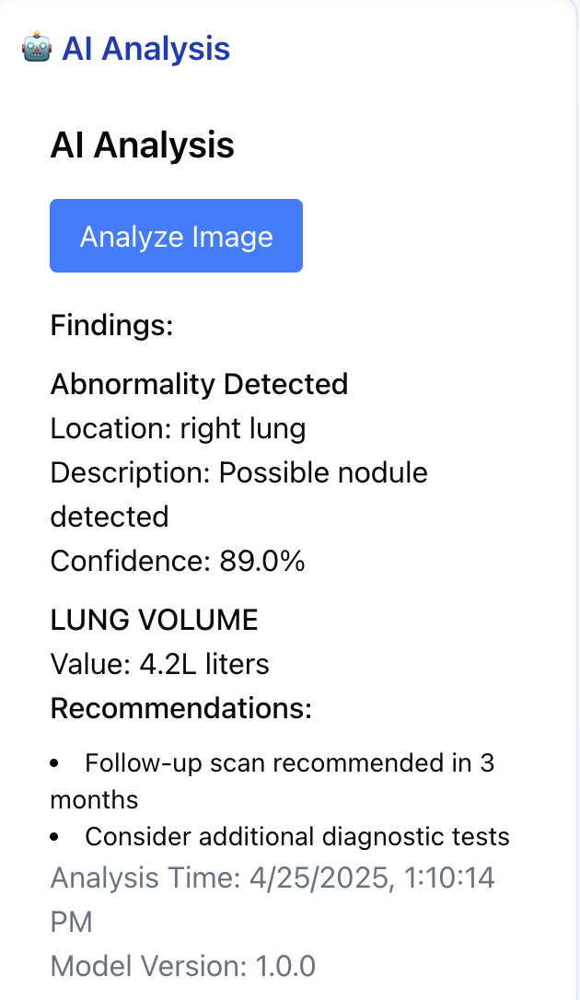 🤖 AI Analysis
AI Analysis
Analyze Image
Findings:
Abnormality Detected
Location: right lung
Description: Possible nodule
detected
Confidence: 89.0%
LUNG VOLUME
Value: 4.2L liters
Recommendations:
• Follow-up scan recommended in 3
months
• Consider additional diagnostic tests
Analysis Time: 4/25/2025, 1:10:14
PM
Model Version: 1.0.0